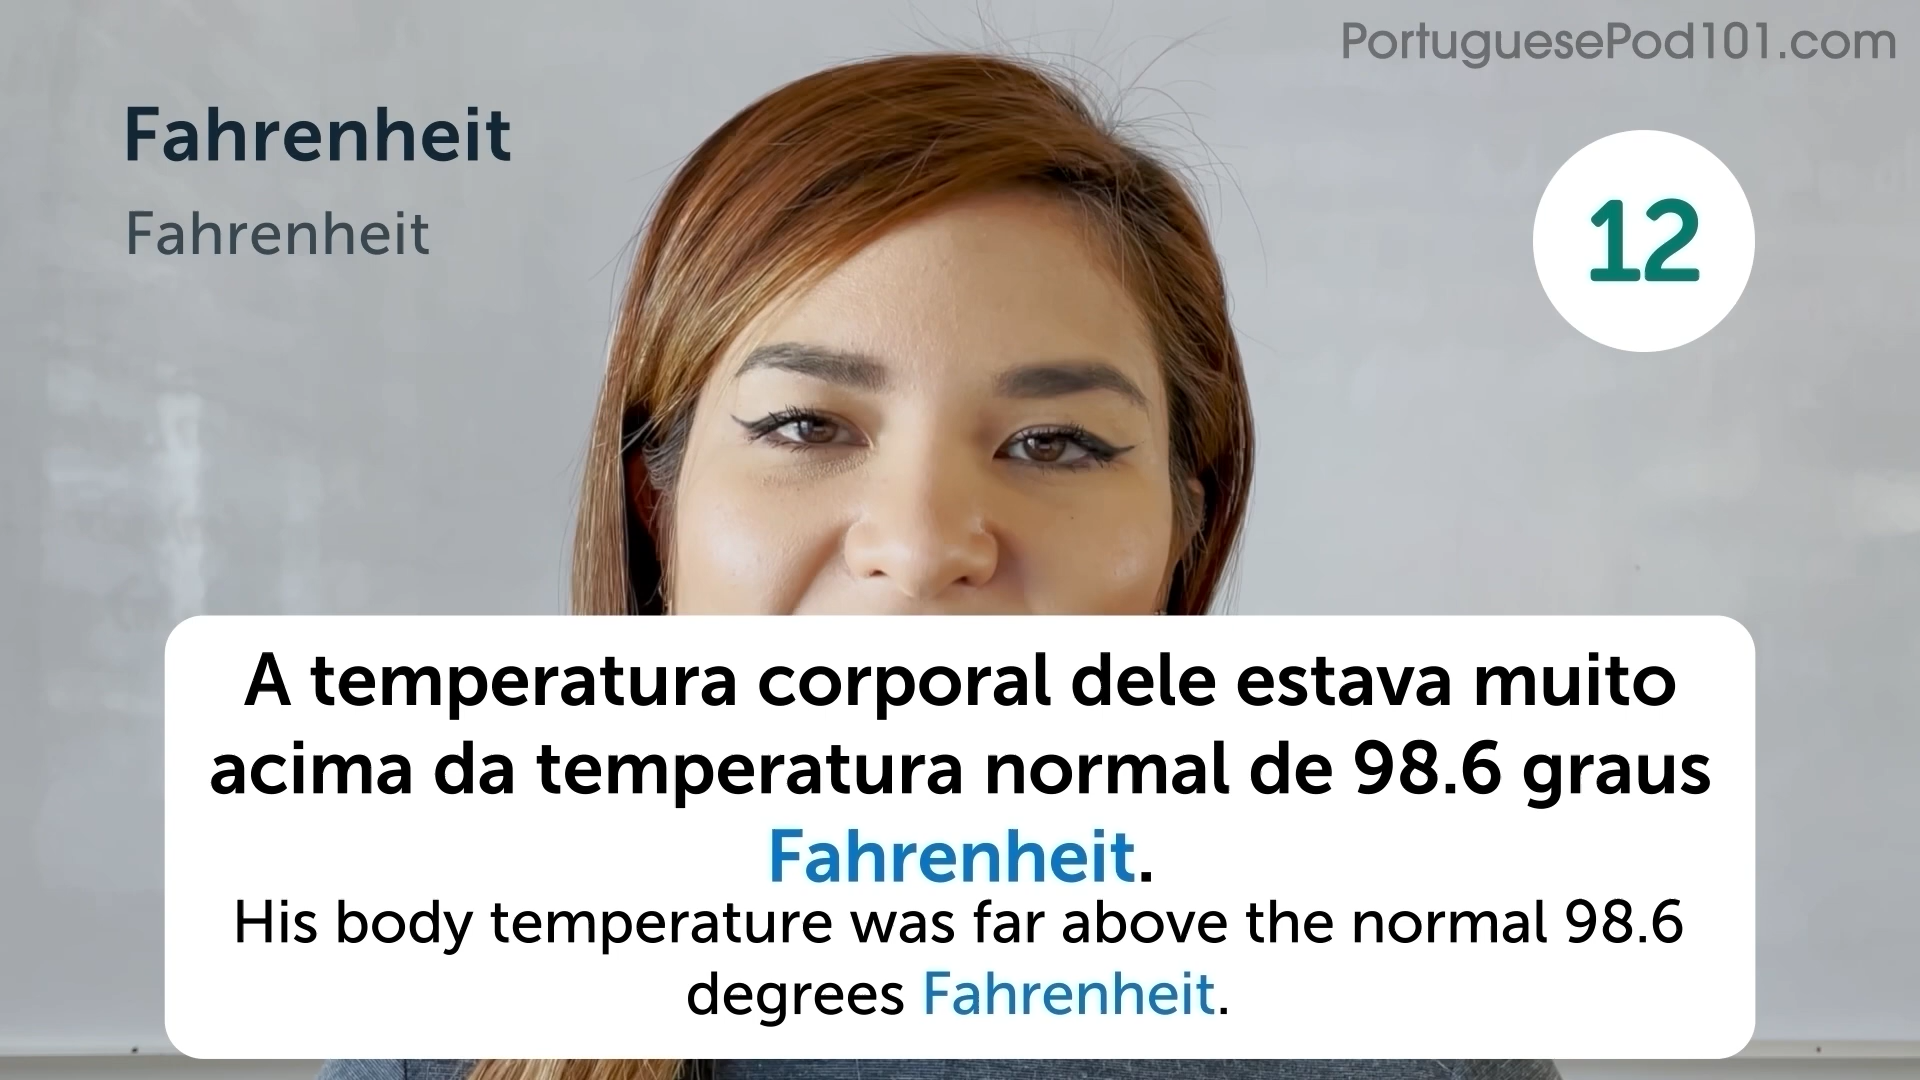 PortuguesePod101.com
Fahrenheit
Fahrenheit
12
A temperatura corporal dele estava muito
acima da temperatura normal de 98.6 graus
Fahrenheit.
His body temperature was far above the normal 98.6
degrees Fahrenheit.